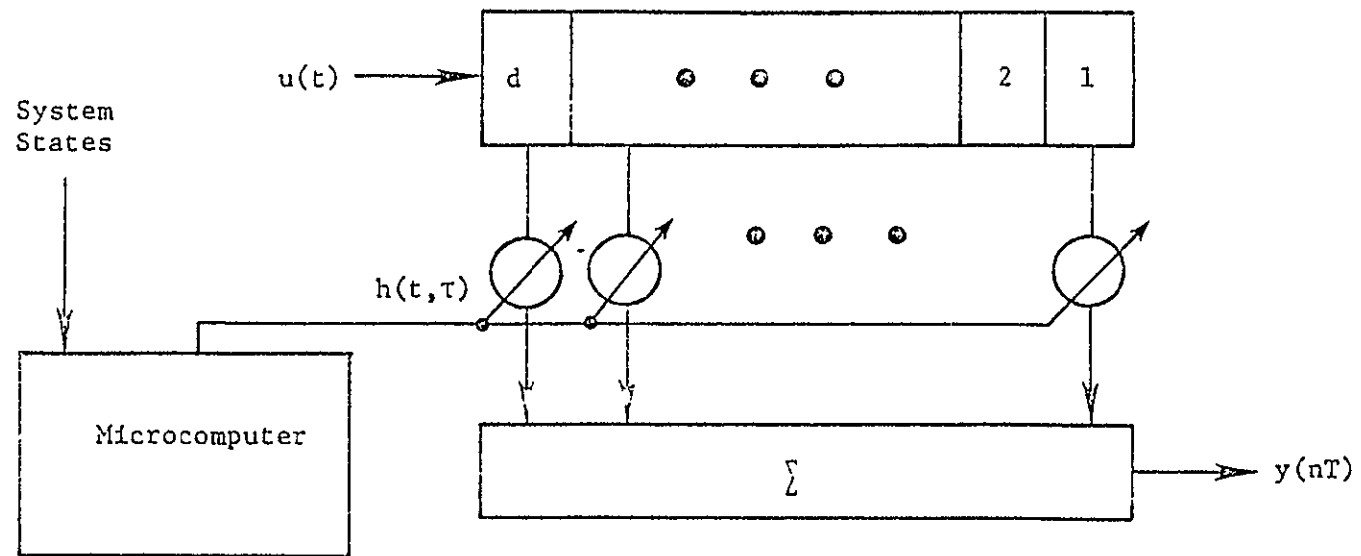 u(t)
d
2
1
System
States
h(t,τ)
Microcomputer
Σ
y(nT)